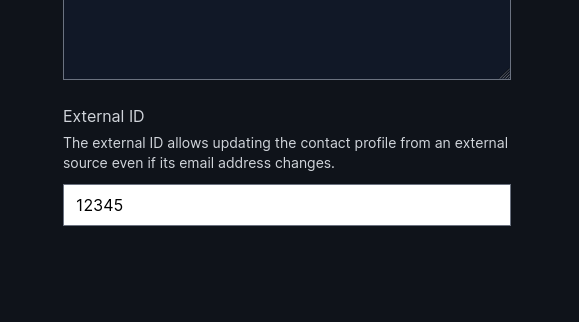 External ID
The external ID allows updating the contact profile from an external
source even if its email address changes.
12345